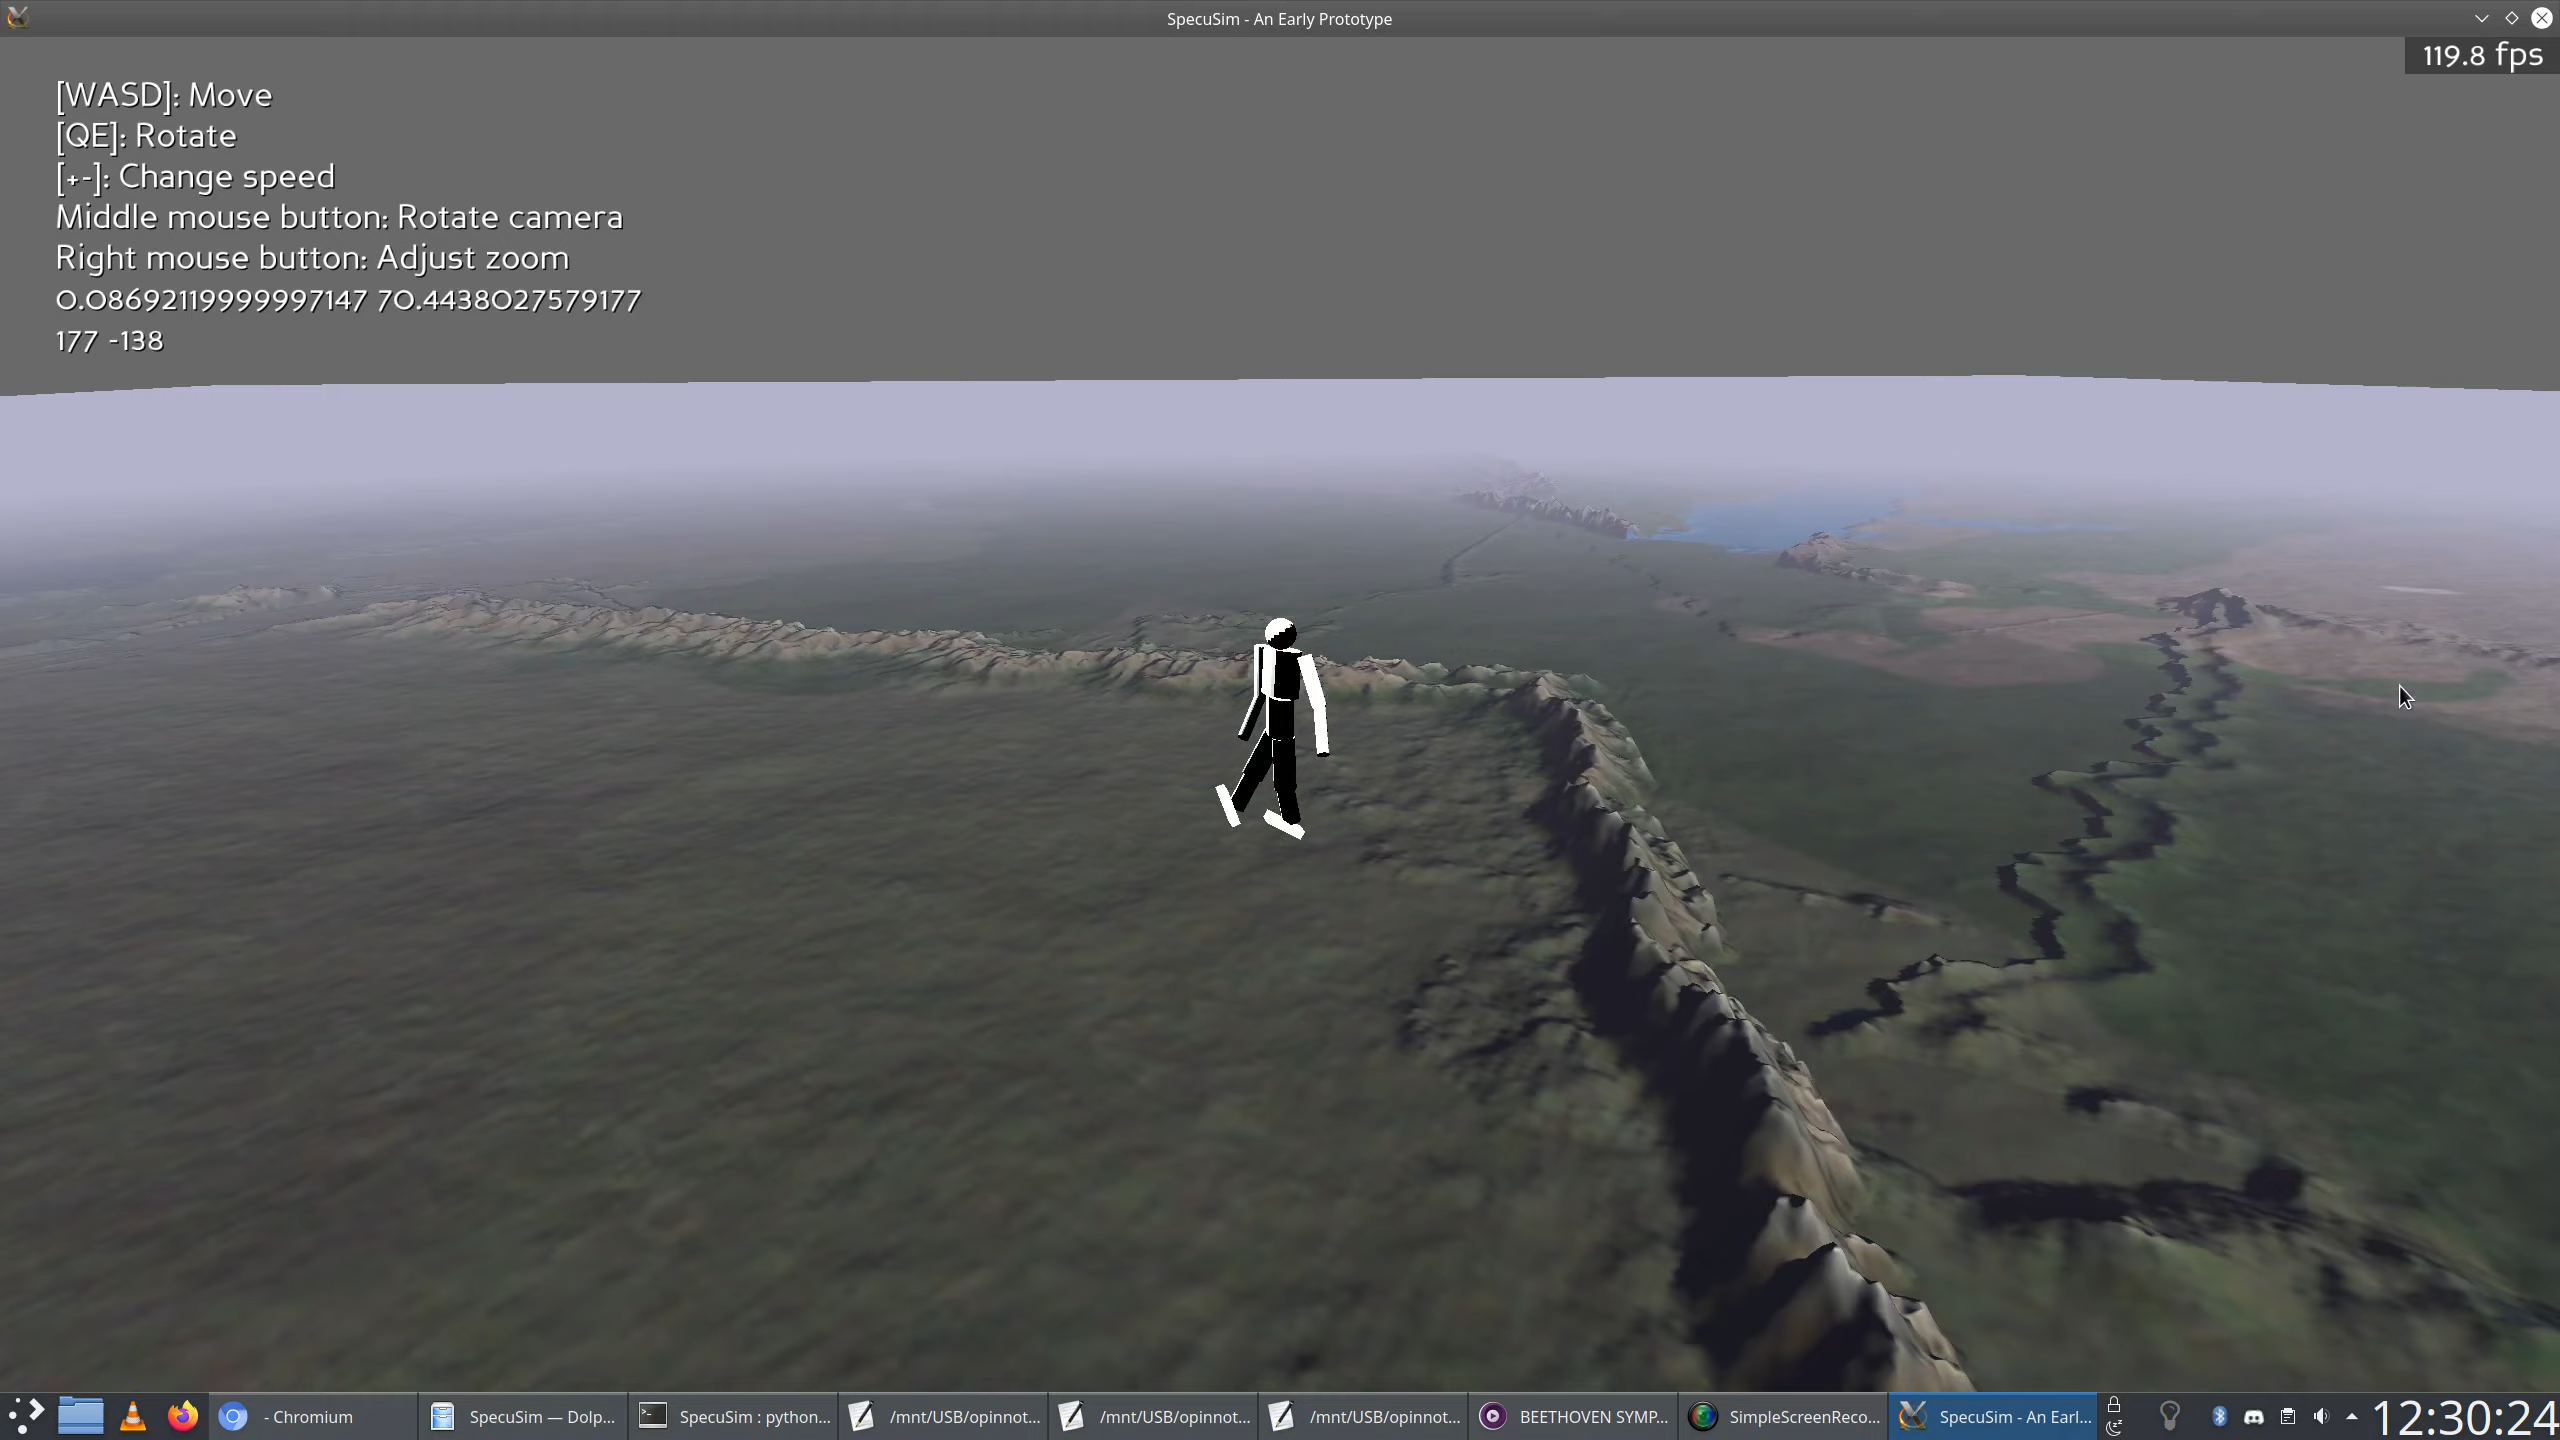 SpecuSim - An Early Prototype
119.8 fps
[WASD]: Move
[QE]: Rotate
[+-]: Change speed
Middle mouse button: Rotate camera
Right mouse button: Adjust zoom
0.08692119999997147 70.4438027579177
177 -138
- Chromium
SpecuSim — Dolp...
SpecuSim : python...
/mnt/USB/opinnot...
/mnt/USB/opinnot...
/mnt/USB/opinnot...
BEETHOVEN SYMP...
SimpleScreenReco...
SpecuSim - An Earl...
12:30:24